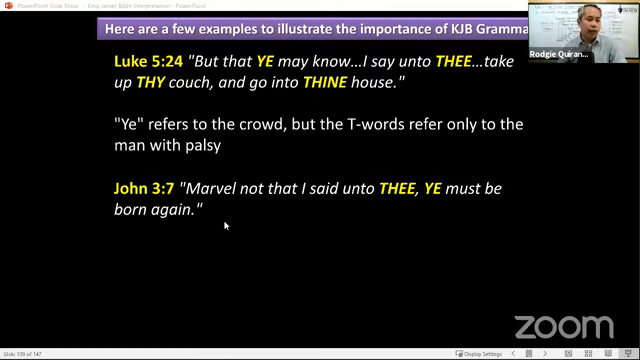 PowerPoint Slide Show - King James Bible Interpretation - PowerPoint
Here are a few examples to illustrate the importance of KJB Gramma
Rodgie Quiran...
Luke 5:24 "But that YE may know…I say unto THEE…take
up THY couch, and go into THINE house."
"Ye" refers to the crowd, but the T-words refer only to the
man with palsy
John 3:7 "Marvel not that I said unto THEE, YE must be
born again."
zoom
Slide 109 of 147
Display Settings